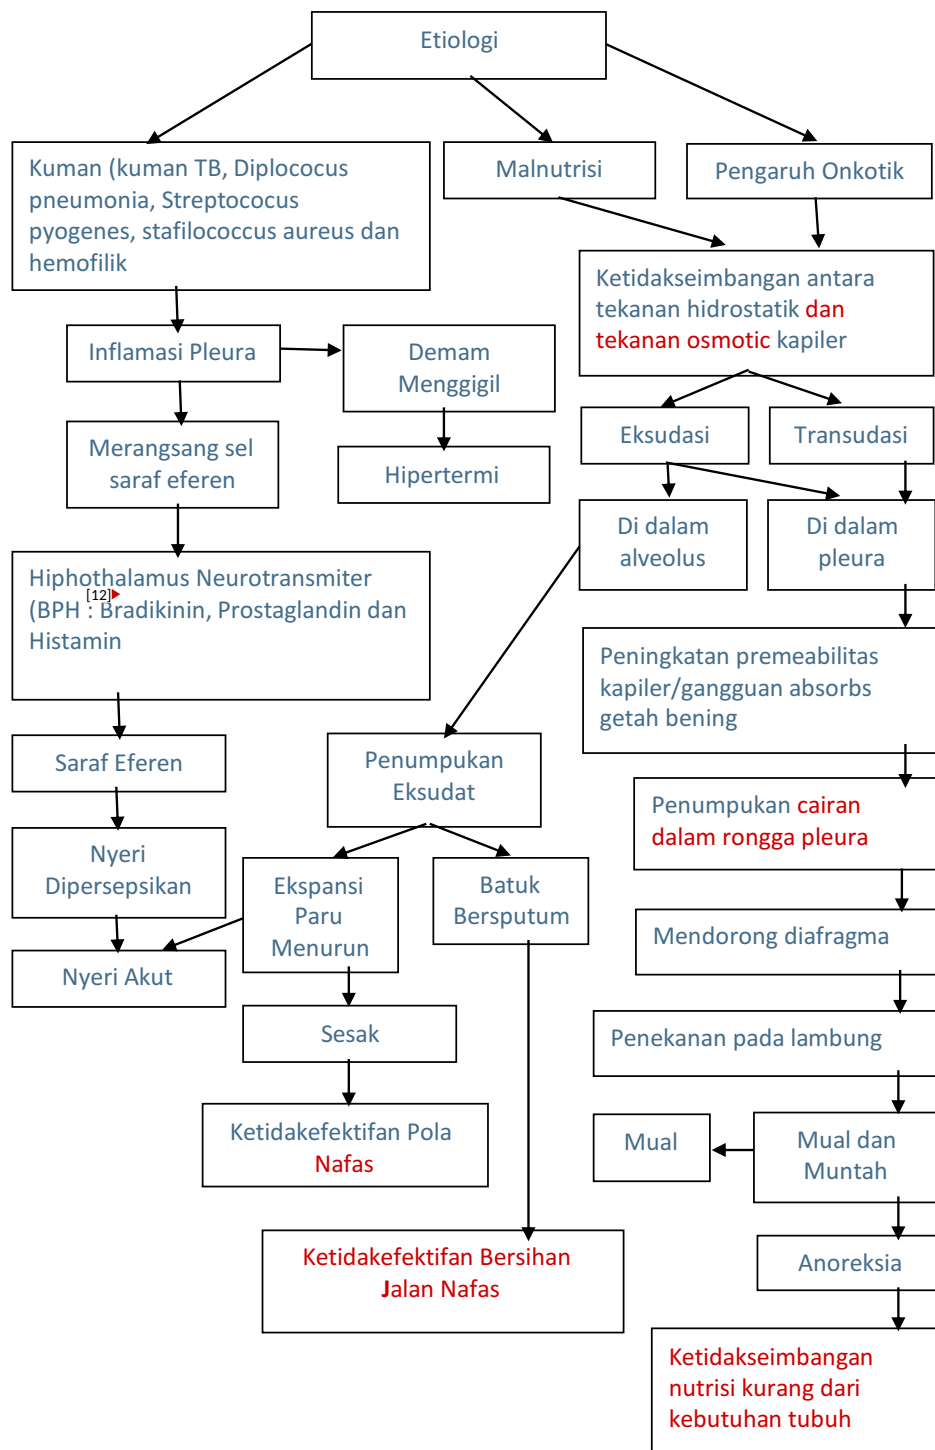 Etiologi
Kuman (kuman TB, Diplococus
pneumonia, Streptococus
pyogenes, stafilococcus aureus dan
hemofilik
Malnutrisi
Pengaruh Onkotik
Ketidakseimbangan antara
tekanan hidrostatik dan
tekanan osmotic kapiler
Inflamasi Pleura
Demam
Menggigil
Eksudasi
Transudasi
Merangsang sel
saraf eferen
Hipertermi
Di dalam
alveolus
Di dalam
pleura
Hiphothalamus Neurotransmiter
[12]
(BPH : Bradikinin, Prostaglandin dan
Histamin
Peningkatan premeabilitas
kapiler/gangguan absorbs
getah bening
Saraf Eferen
Penumpukan
Eksudat
Penumpukan cairan
dalam rongga pleura
Nyeri
Dipersepsikan
Ekspansi
Paru
Menurun
Batuk
Bersputum
Mendorong diafragma
Nyeri Akut
Sesak
Penekanan pada lambung
Ketidakefektifan Pola
Nafas
Mual
Mual dan
Muntah
Ketidakefektifan Bersihan
Jalan Nafas
Anoreksia
Ketidakseimbangan
nutrisi kurang dari
kebutuhan tubuh